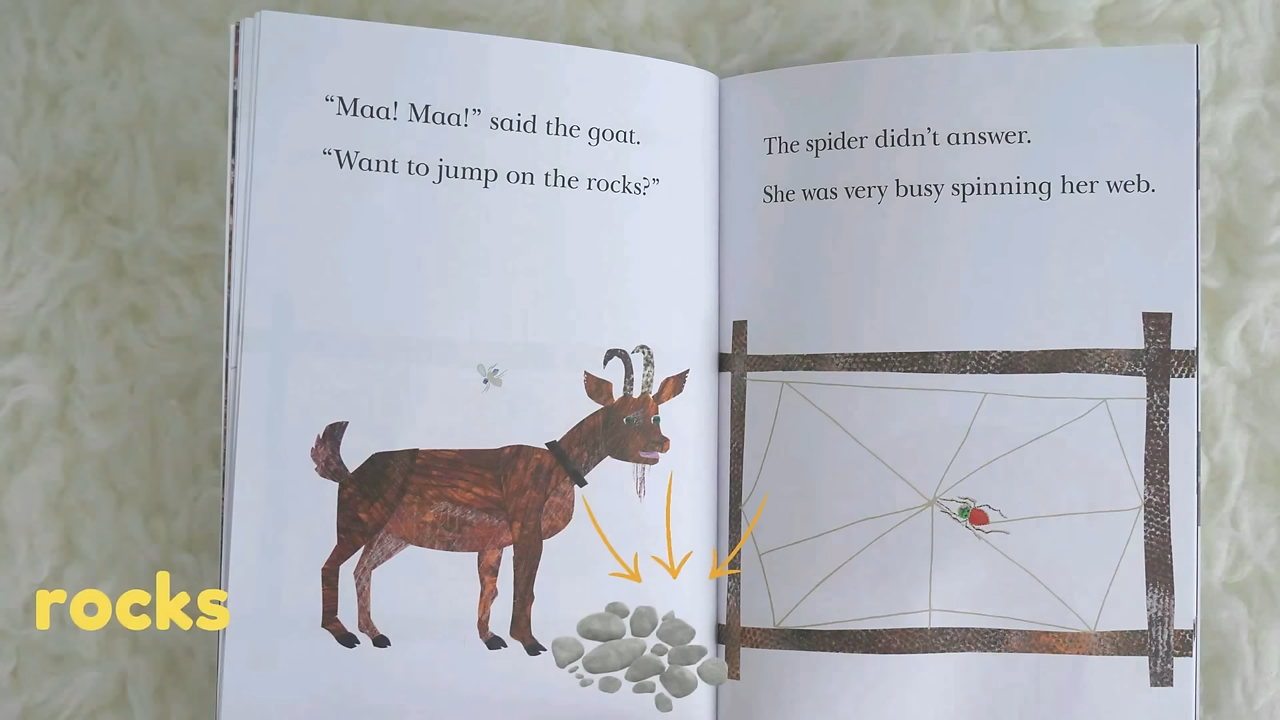 “Maa! Maa!” said the goat.
“Want to jump on the rocks?”
The spider didn’t answer.
She was very busy spinning her web.
rocks